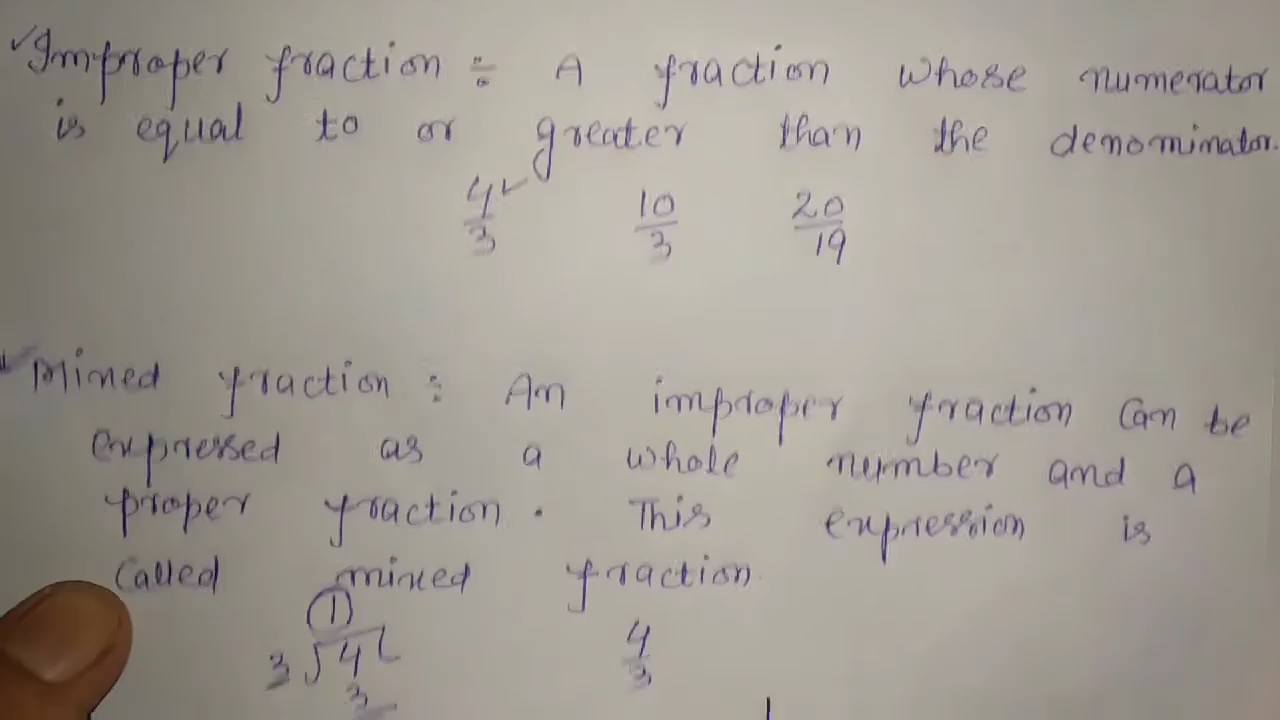 ✓Improper fraction ÷ A fraction whose numerator
is equal to or greater than the denominator.
4/3 ✓ 10/3 20/19
Mixed fraction : An improper fraction can be
expressed as a whole number and a
proper fraction. This expression is
called mixed fraction.
1
3 √4 4/3
3